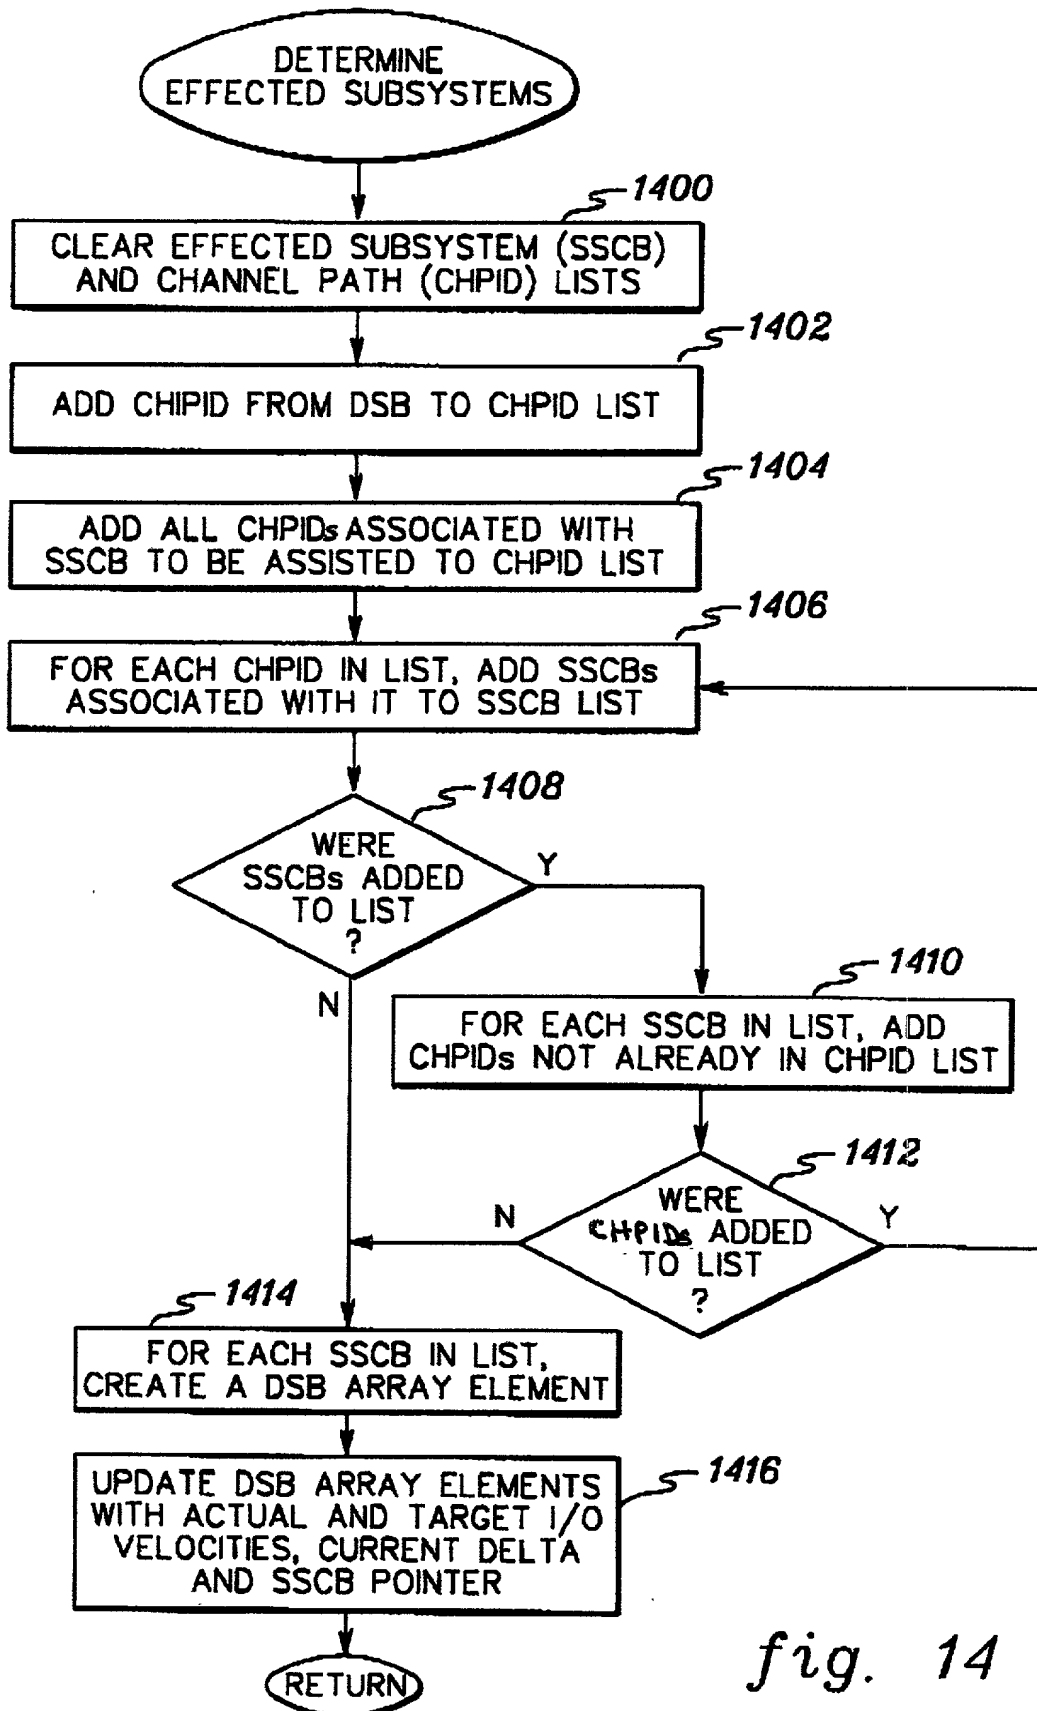 DETERMINE
EFFECTED SUBSYSTEMS
1400
CLEAR EFFECTED SUBSYSTEM (SSCB)
AND CHANNEL PATH (CHPID) LISTS
1402
ADD CHIPID FROM DSB TO CHPID LIST
1404
ADD ALL CHPIDs ASSOCIATED WITH
SSCB TO BE ASSISTED TO CHPID LIST
1406
FOR EACH CHPID IN LIST, ADD SSCBs
ASSOCIATED WITH IT TO SSCB LIST
1408
WERE
SSCBs ADDED
TO LIST
?
Y
N
1410
FOR EACH SSCB IN LIST, ADD
CHPIDs NOT ALREADY IN CHPID LIST
1412
WERE
CHPIDs ADDED
TO LIST
?
N
Y
1414
FOR EACH SSCB IN LIST,
CREATE A DSB ARRAY ELEMENT
1416
UPDATE DSB ARRAY ELEMENTS
WITH ACTUAL AND TARGET I/O
VELOCITIES, CURRENT DELTA
AND SSCB POINTER
RETURN
fig. 14